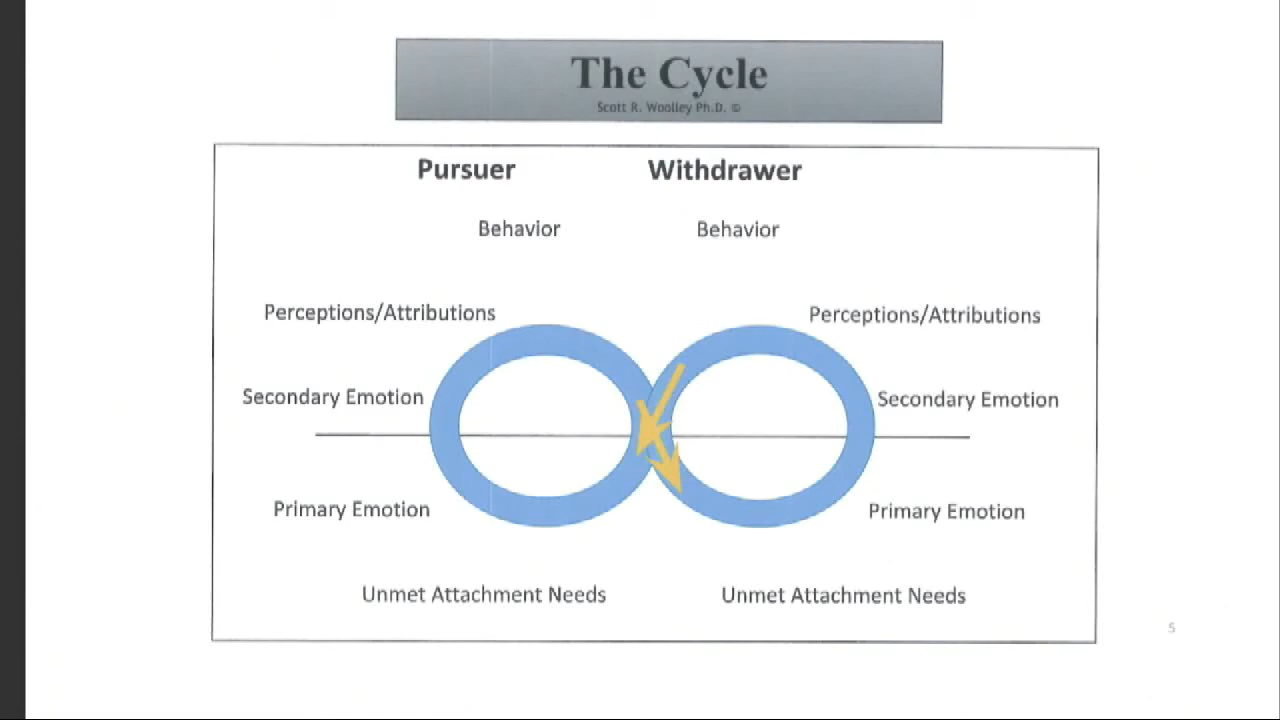 The Cycle
Scott R. Woolley Ph.D. ©
Pursuer Withdrawer
Behavior Behavior
Perceptions/Attributions Perceptions/Attributions
Secondary Emotion Secondary Emotion
Primary Emotion Primary Emotion
Unmet Attachment Needs Unmet Attachment Needs
5